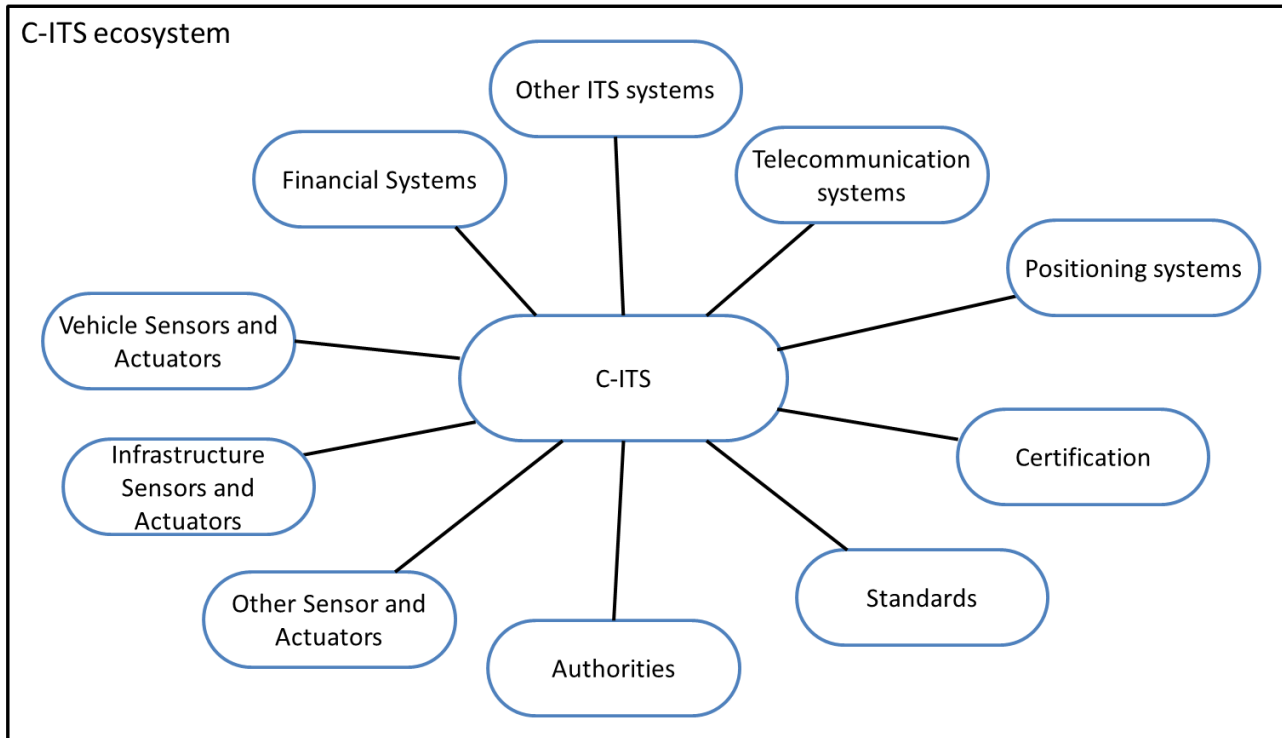 C-ITS ecosystem
Other ITS systems
Financial Systems
Telecommunication
systems
Positioning systems
Vehicle Sensors and
Actuators
C-ITS
Infrastructure
Sensors and
Actuators
Certification
Other Sensor and
Actuators
Standards
Authorities